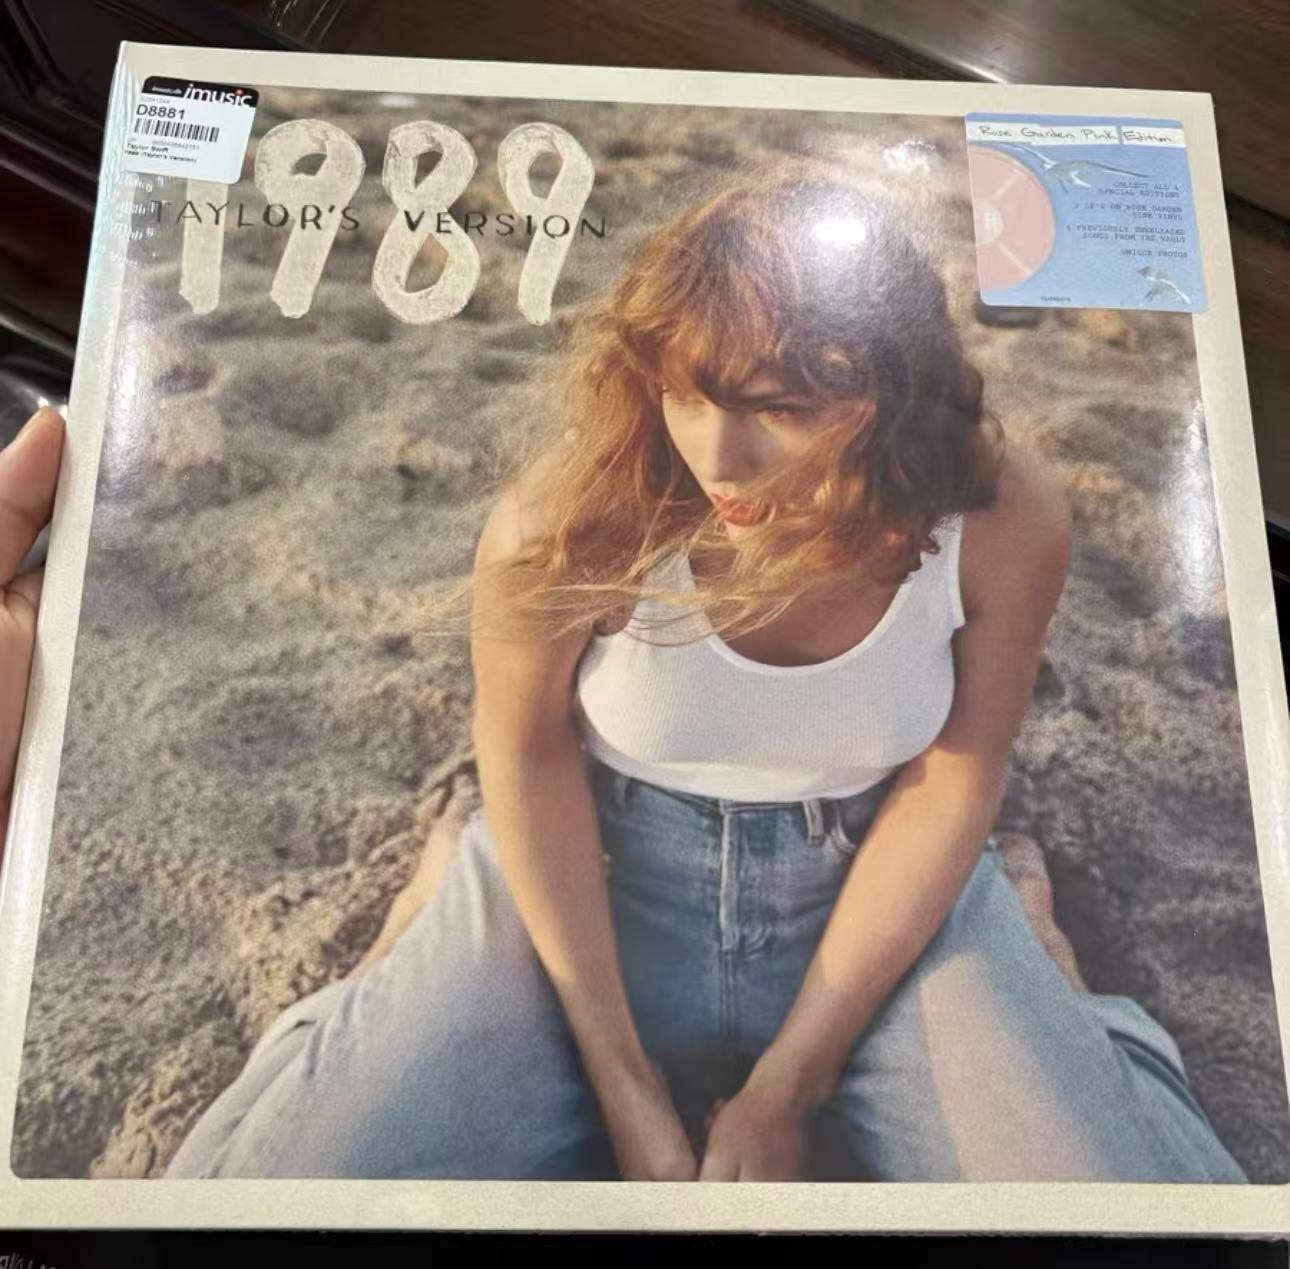 imusic
D8881
Taylor Swift
1989 (Taylor's Version)
1989
TAYLOR'S VERSION
Rose Garden Pink Edition
COLLECT ALL 4
SPECIAL EDITIONS
2 LP'S ON ROSE GARDEN
PINK VINYL
5 PREVIOUSLY UNRELEASED
SONGS FROM THE VAULT
UNIQUE PHOTOS